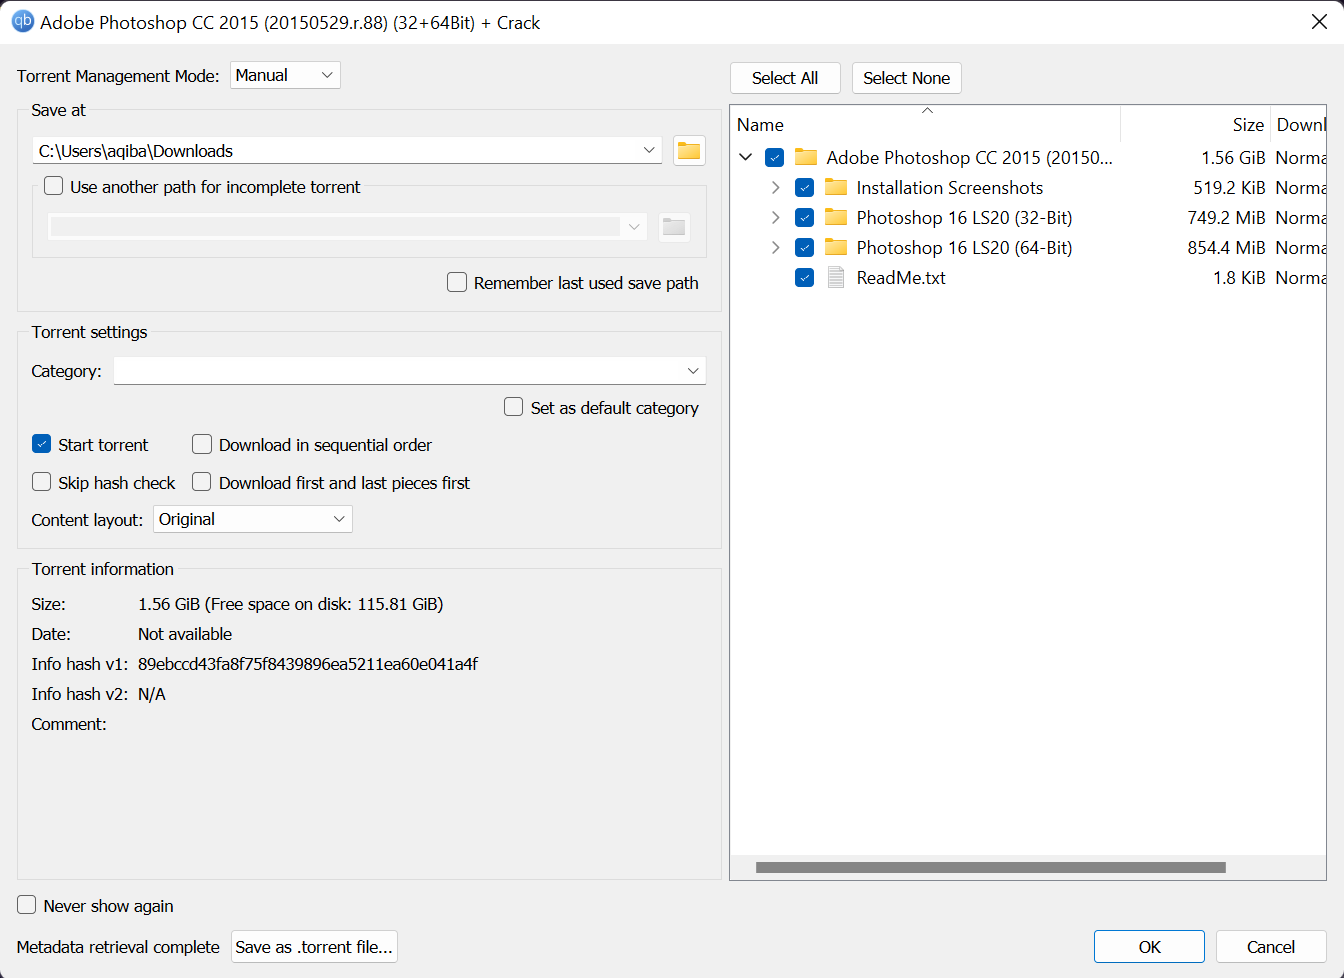 qb Adobe Photoshop CC 2015 (20150529.r.88) (32+64Bit) + Crack
Torrent Management Mode: Manual
Save at
C:\Users\aqiba\Downloads
Use another path for incomplete torrent
Remember last used save path
Torrent settings
Category:
Set as default category
Start torrent Download in sequential order
Skip hash check Download first and last pieces first
Content layout: Original
Torrent information
Size: 1.56 GiB (Free space on disk: 115.81 GiB)
Date: Not available
Info hash v1: 89ebccd43fa8f75f8439896ea5211ea60e041a4f
Info hash v2: N/A
Comment:
Never show again
Metadata retrieval complete Save as .torrent file...
Select All Select None
Name Size Downl
Adobe Photoshop CC 2015 (20150... 1.56 GiB Norma
Installation Screenshots 519.2 KiB Norma
Photoshop 16 LS20 (32-Bit) 749.2 MiB Norma
Photoshop 16 LS20 (64-Bit) 854.4 MiB Norma
ReadMe.txt 1.8 KiB Norma
OK Cancel